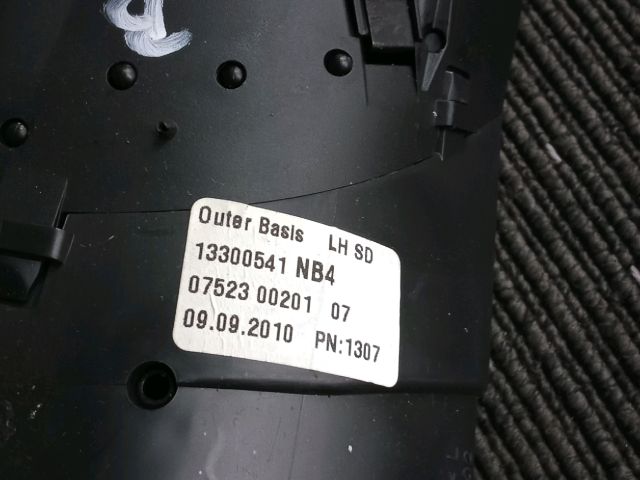 Outer Basis LH SD
13300541 NB4
07523 00201 07
09.09.2010 PN:1307